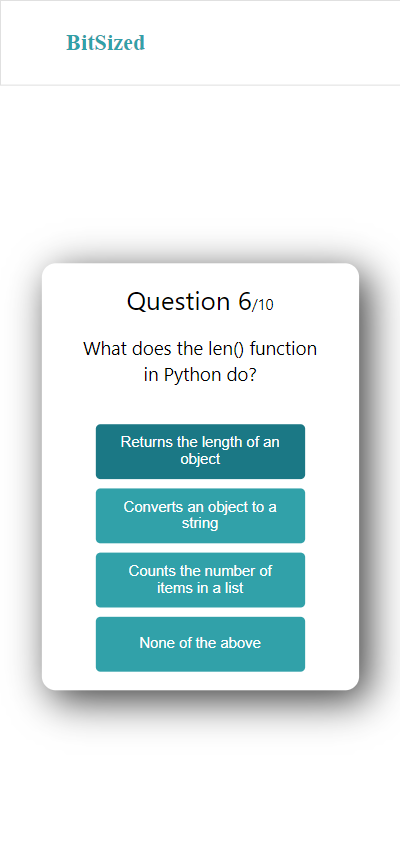 BitSized
Question 6/10
What does the len() function
in Python do?
Returns the length of an
object
Converts an object to a
string
Counts the number of
items in a list
None of the above